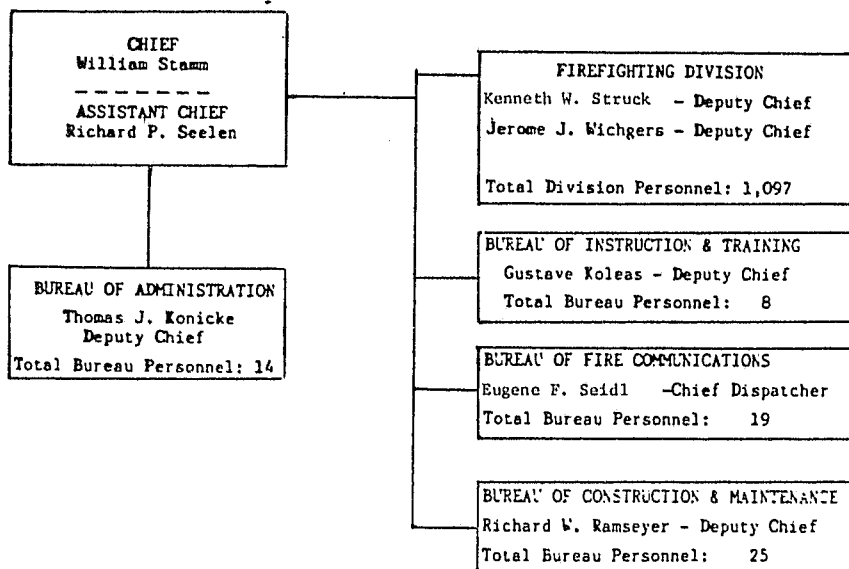 CHIEF
William Stamm
ASSISTANT CHIEF
Richard P. Seelen
BUREAU OF ADMINISTRATION
Thomas J. Konicke
Deputy Chief
Total Bureau Personnel: 14
FIREFIGHTING DIVISION
Kenneth W. Struck - Deputy Chief
Jerome J. Wichgers - Deputy Chief
Total Division Personnel: 1,097
BUREAU OF INSTRUCTION & TRAINING
Gustave Koleas - Deputy Chief
Total Bureau Personnel: 8
BUREAU OF FIRE COMMUNICATIONS
Eugene F. Seidl -Chief Dispatcher
Total Bureau Personnel: 19
BUREAU OF CONSTRUCTION & MAINTENANCE
Richard W. Ramseyer - Deputy Chief
Total Bureau Personnel: 25